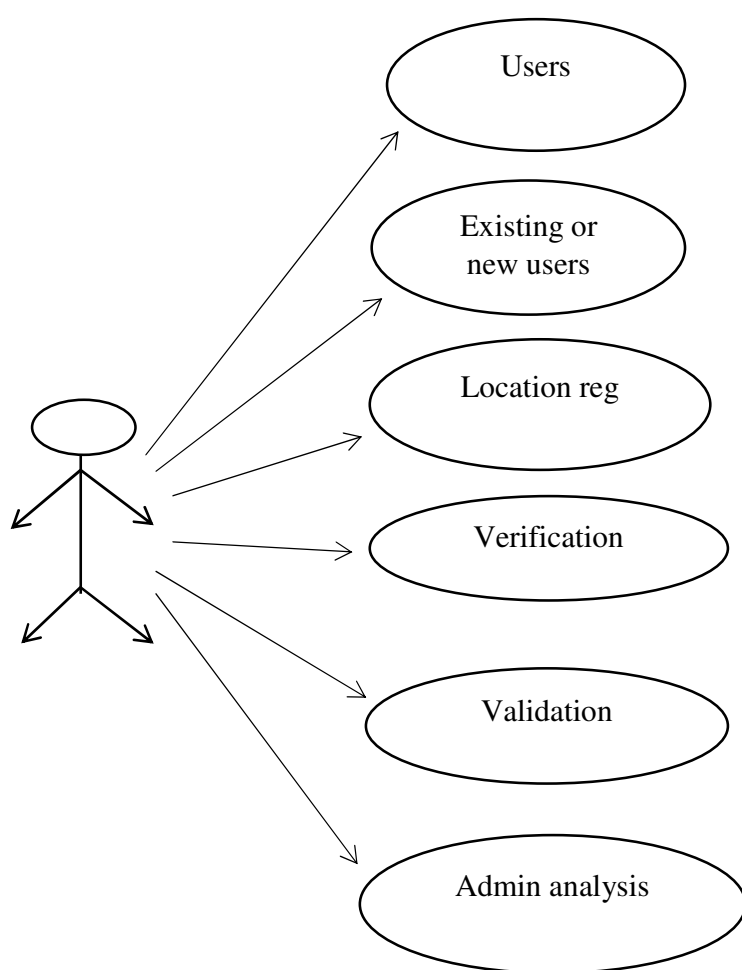 Users
Existing or
new users
Location reg
Verification
Validation
Admin analysis